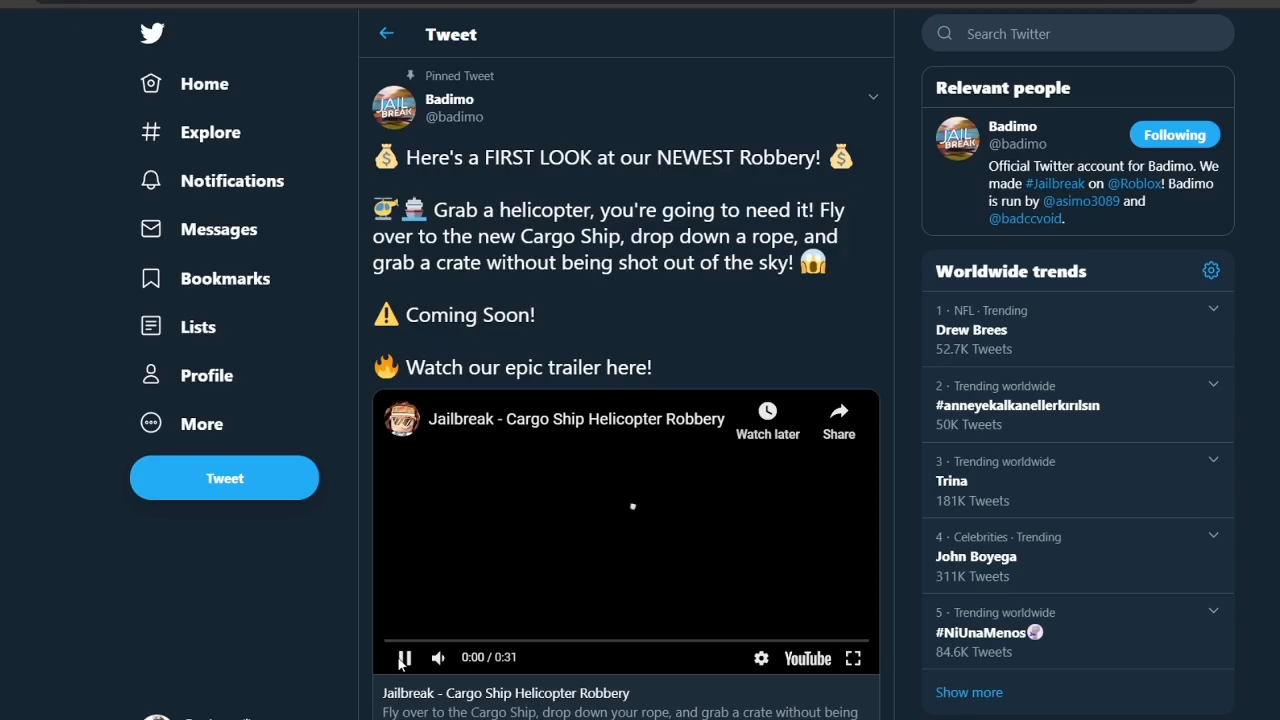 Home
Explore
Notifications
Messages
Bookmarks
Lists
Profile
More
Tweet
Tweet
Pinned Tweet
Badimo
@badimo
💰 Here's a FIRST LOOK at our NEWEST Robbery! 💰
🚁🚢 Grab a helicopter, you're going to need it! Fly
over to the new Cargo Ship, drop down a rope, and
grab a crate without being shot out of the sky! 😱
⚠️ Coming Soon!
🔥 Watch our epic trailer here!
JAIL
BREAK
Jailbreak - Cargo Ship Helicopter Robbery
Watch later
Share
0:00 / 0:31
YouTube
Jailbreak - Cargo Ship Helicopter Robbery
Fly over to the Cargo Ship, drop down your rope, and grab a crate without being
Search Twitter
Relevant people
JAIL
BREAK
Badimo
@badimo
Following
Official Twitter account for Badimo. We
made #Jailbreak on @Roblox! Badimo
is run by @asimo3089 and
@badccvoid.
Worldwide trends
1 · NFL · Trending
Drew Brees
52.7K Tweets
2 · Trending worldwide
#anneyekalkanellerkırılsın
50K Tweets
3 · Trending worldwide
Trina
181K Tweets
4 · Celebrities · Trending
John Boyega
311K Tweets
5 · Trending worldwide
#NiUnaMenos
84.6K Tweets
Show more